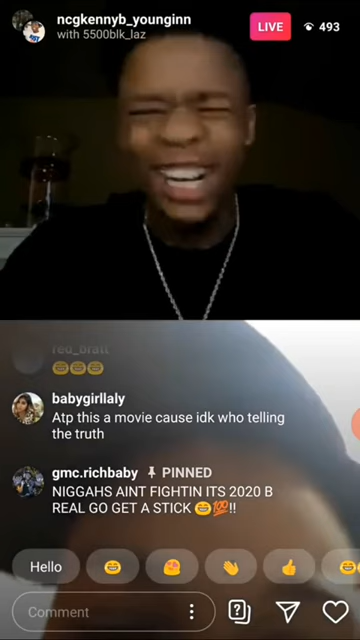 ncgkennyb_younginn
with 5500blk_laz
LIVE
493
red_bratt
😂😂😂
babygirllaly
Atp this a movie cause idk who telling
the truth
gmc.richbaby PINNED
NIGGAHS AINT FIGHTIN ITS 2020 B
REAL GO GET A STICK 😂💯!!
Hello 😂 😍 👏 👍 😂
Comment